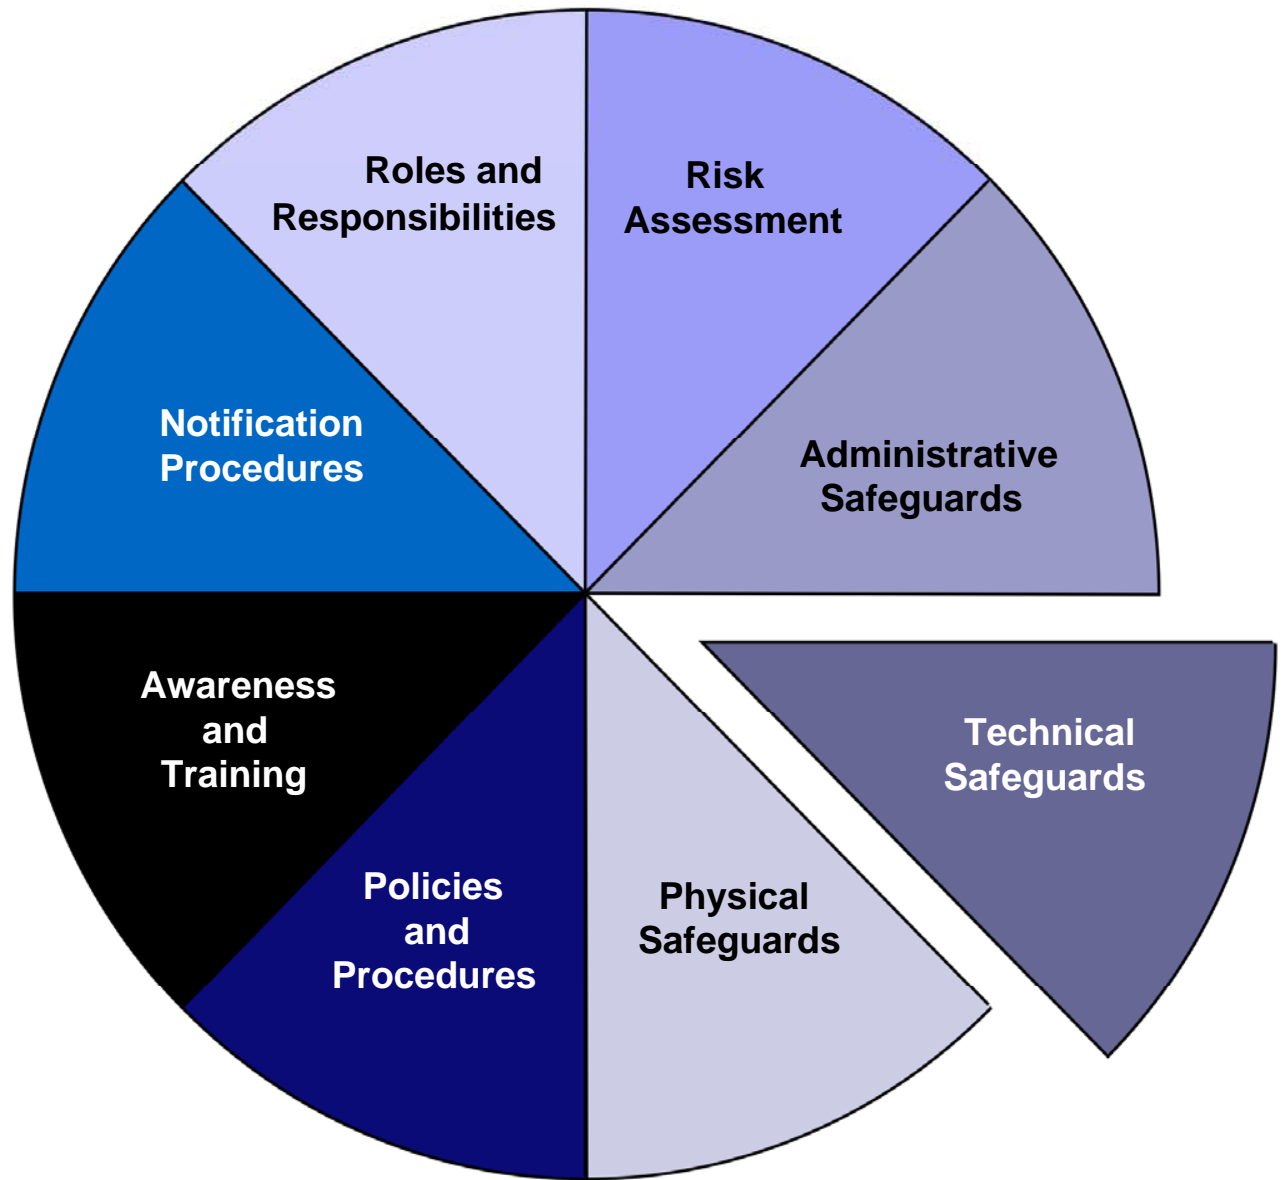 Roles and
Responsibilities
Risk
Assessment
Administrative
Safeguards
Technical
Safeguards
Physical
Safeguards
Policies
and
Procedures
Awareness
and
Training
Notification
Procedures